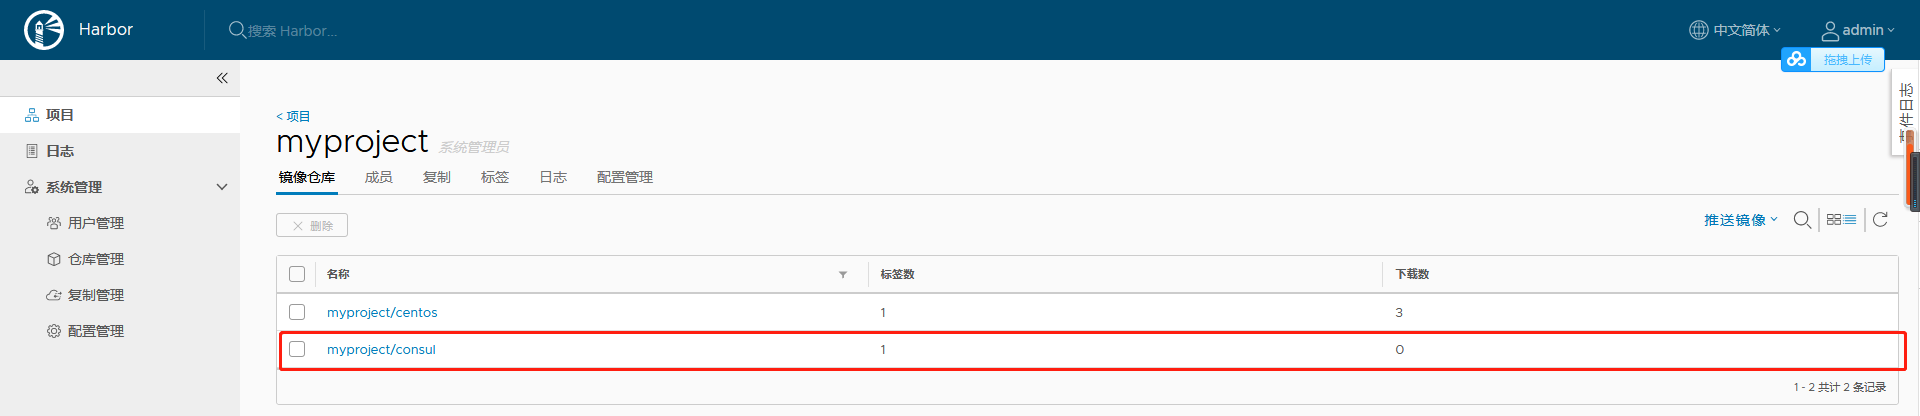 Harbor
搜索 Harbor...
中文简体
admin
拖拽上传
事件日志
项目
日志
系统管理
用户管理
仓库管理
复制管理
配置管理
< 项目
myproject 系统管理员
镜像仓库 成员 复制 标签 日志 配置管理
× 删除
推送镜像
名称 标签数 下载数
myproject/centos 1 3
myproject/consul 1 0
1 - 2 共计 2 条记录